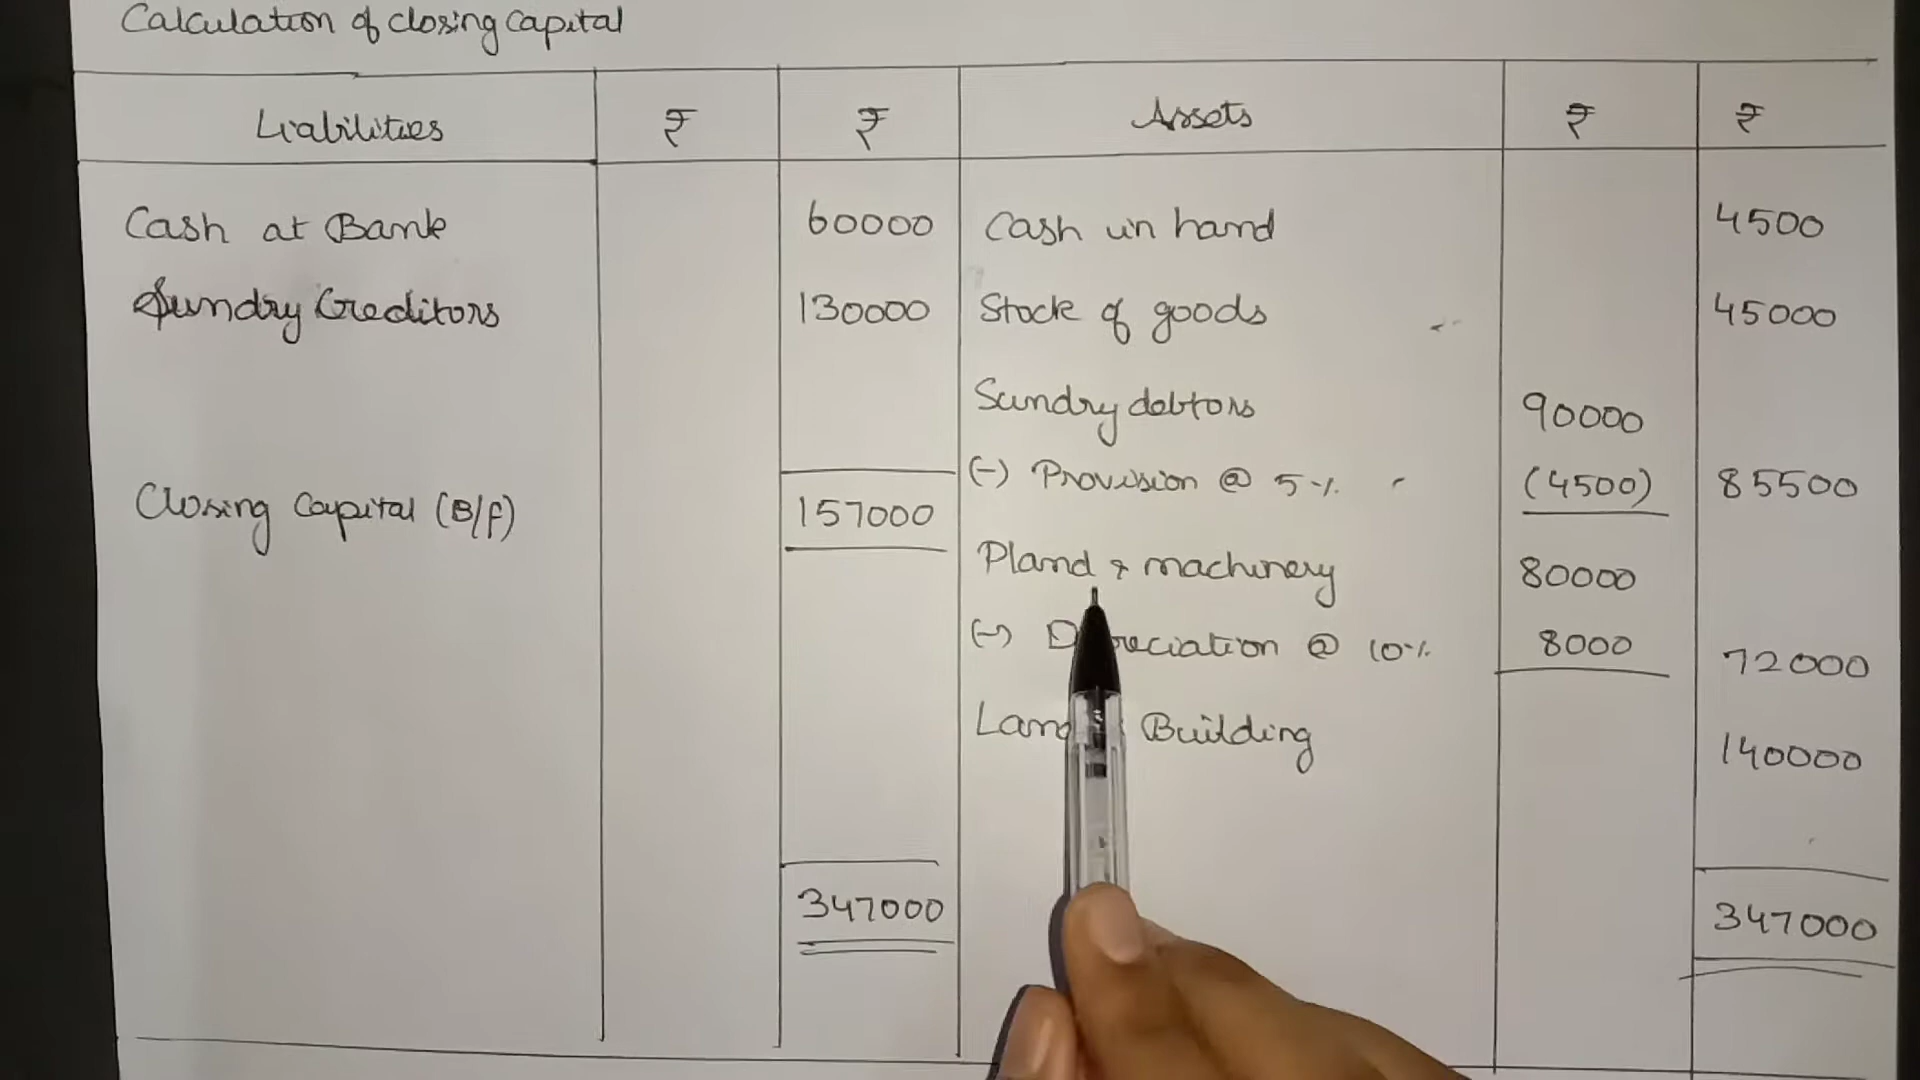 Calculation of closing capital
Liabilities ₹ ₹ Assets ₹ ₹
Cash at Bank 60000 Cash in hand 4500
Sundry Creditors 130000 Stock of goods 45000
Sundry debtors 90000
(-) Provision @ 5% (4500) 85500
Closing Capital (B/f) 157000
Pland & machinery 80000
(-) @ 10% 8000 72000
Building 140000
347000 347000